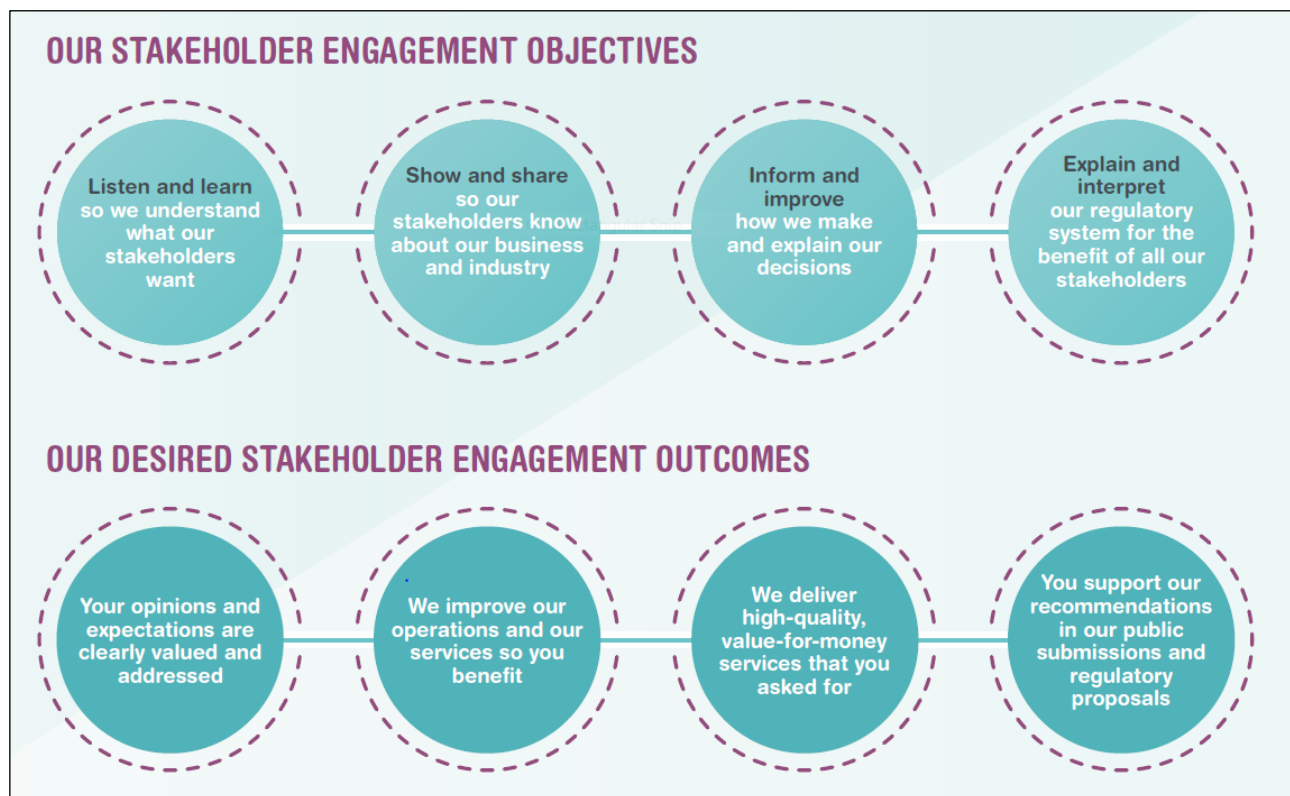 OUR STAKEHOLDER ENGAGEMENT OBJECTIVES
Listen and learn
so we understand
what our
stakeholders
want
Show and share
so our
stakeholders know
about our business
and industry
Inform and
improve
how we make
and explain our
decisions
Explain and
interpret
our regulatory
system for the
benefit of all our
stakeholders
OUR DESIRED STAKEHOLDER ENGAGEMENT OUTCOMES
Your opinions and
expectations are
clearly valued and
addressed
We improve our
operations and our
services so you
benefit
We deliver
high-quality,
value-for-money
services that you
asked for
You support our
recommendations
in our public
submissions and
regulatory
proposals